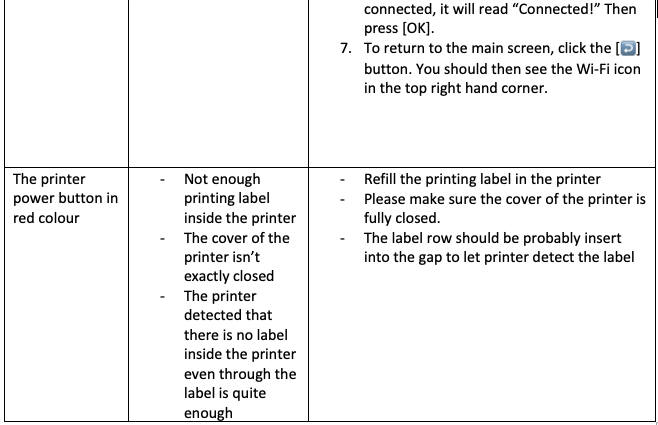 connected, it will read “Connected!” Then
press [OK].
7. To return to the main screen, click the [↩]
button. You should then see the Wi-Fi icon
in the top right hand corner.
The printer
power button in
red colour
- Not enough
printing label
inside the printer
- The cover of the
printer isn’t
exactly closed
- The printer
detected that
there is no label
inside the printer
even through the
label is quite
enough
- Refill the printing label in the printer
- Please make sure the cover of the printer is
fully closed.
- The label row should be probably insert
into the gap to let printer detect the label